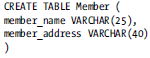 CREATE TABLE Member (
member_name VARCHAR(25),
member_address VARCHAR(40)
)